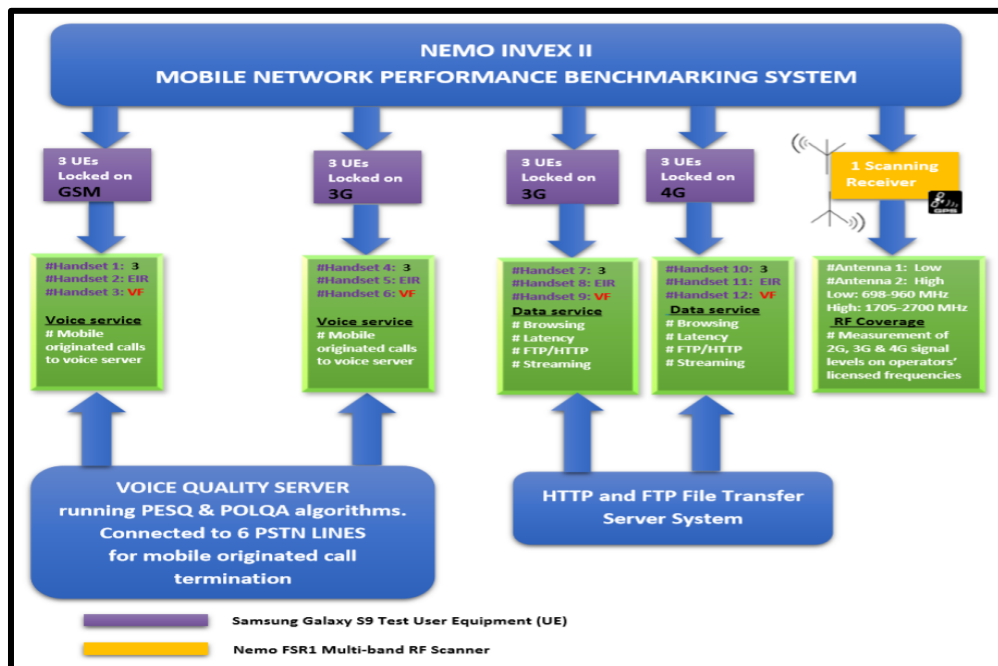 NEMO INVEX II
MOBILE NETWORK PERFORMANCE BENCHMARKING SYSTEM
3 UEs
Locked on
GSM
3 UEs
Locked on
3G
3 UEs
Locked on
3G
3 UEs
Locked on
4G
1 Scanning
Receiver
GPS
#Handset 1: 3
#Handset 2: EIR
#Handset 3: VF
Voice service
# Mobile
originated calls
to voice server
#Handset 4: 3
#Handset 5: EIR
#Handset 6: VF
Voice service
# Mobile
originated calls
to voice server
#Handset 7: 3
#Handset 8: EIR
#Handset 9: VF
Data service
# Browsing
# Latency
# FTP/HTTP
# Streaming
#Handset 10: 3
#Handset 11: EIR
#Handset 12: VF
Data service
# Browsing
# Latency
# FTP/HTTP
# Streaming
#Antenna 1: Low
#Antenna 2: High
Low: 698-960 MHz
High: 1705-2700 MHz
RF Coverage
# Measurement of
2G, 3G & 4G signal
levels on operators'
licensed frequencies
VOICE QUALITY SERVER
running PESQ & POLQA algorithms.
Connected to 6 PSTN LINES
for mobile originated call
termination
HTTP and FTP File Transfer
Server System
Samsung Galaxy S9 Test User Equipment (UE)
Nemo FSR1 Multi-band RF Scanner